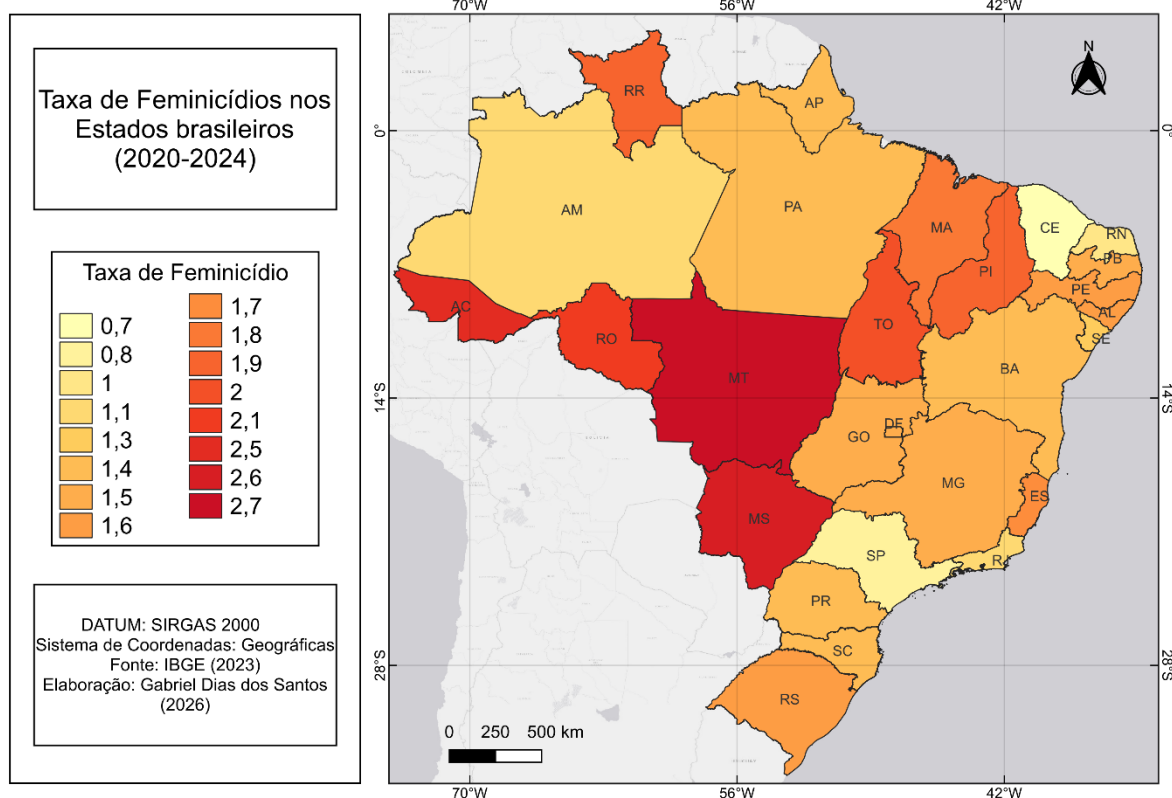 Taxa de Feminicídios nos
Estados brasileiros
(2020-2024)
Taxa de Feminicídio
0,7
0,8
1
1,1
1,3
1,4
1,5
1,6
1,7
1,8
1,9
2
2,1
2,5
2,6
2,7
DATUM: SIRGAS 2000
Sistema de Coordenadas: Geográficas
Fonte: IBGE (2023)
Elaboração: Gabriel Dias dos Santos
(2026)
70°W 56°W 42°W
N
RR
AP
0° 0°
AM
PA
MA
CE
RN
PB
PI
PE
AC
AL
TO
RO
SE
BA
MT
14°S 14°S
DF
GO
MG
ES
MS
SP
R
PR
SC
28°S 28°S
RS
0 250 500 km
70°W 56°W 42°W